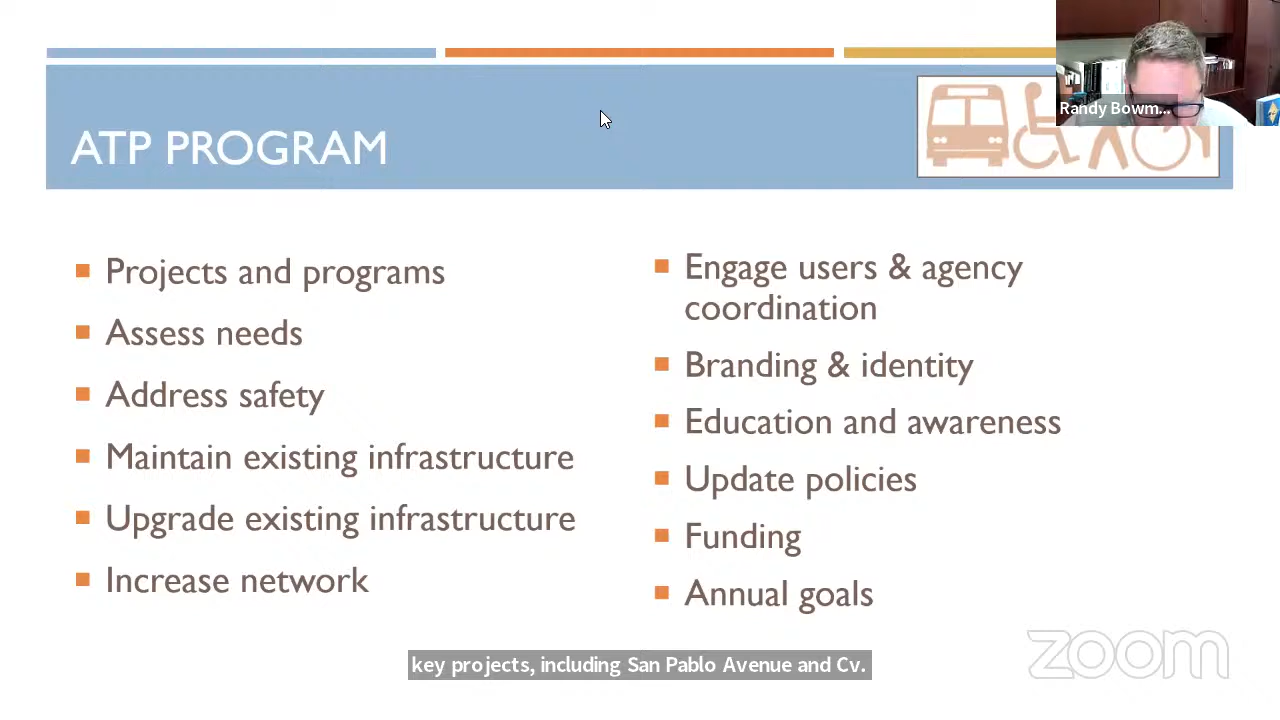 Randy Bowm...
ATP PROGRAM
Projects and programs
Assess needs
Address safety
Maintain existing infrastructure
Upgrade existing infrastructure
Increase network
Engage users & agency
coordination
Branding & identity
Education and awareness
Update policies
Funding
Annual goals
key projects, including San Pablo Avenue and Cv.
zoom